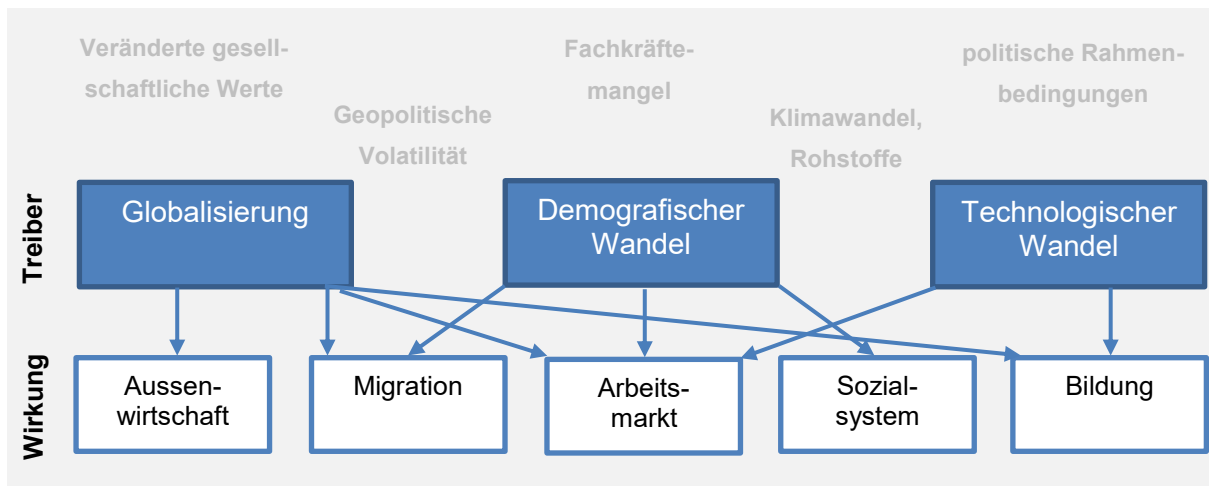 Veränderte gesell-
schaftliche Werte
Geopolitische
Volatilität
Fachkräfte-
mangel
Klimawandel,
Rohstoffe
politische Rahmen-
bedingungen
Treiber
Globalisierung
Demografischer
Wandel
Technologischer
Wandel
Wirkung
Aussen-
wirtschaft
Migration
Arbeits-
markt
Sozial-
system
Bildung